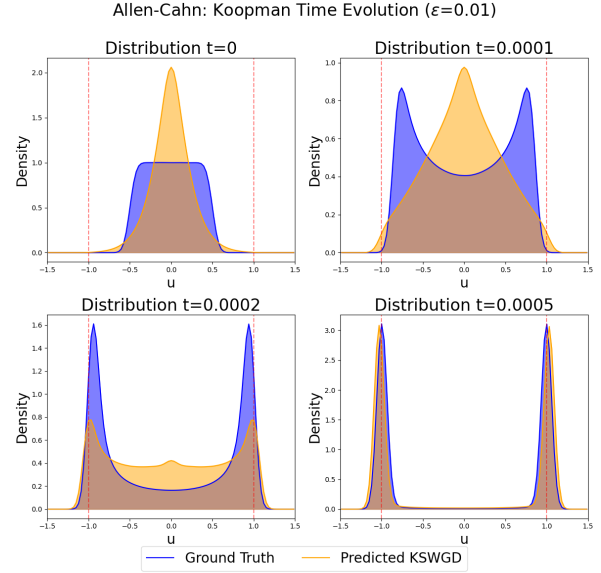 Allen-Cahn: Koopman Time Evolution (ε=0.01)
Distribution t=0
Density
2.0
1.5
1.0
0.5
0.0
−1.5 −1.0 −0.5 0.0 0.5 1.0 1.5
u
Distribution t=0.0001
Density
1.0
0.8
0.6
0.4
0.2
0.0
−1.5 −1.0 −0.5 0.0 0.5 1.0 1.5
u
Distribution t=0.0002
Density
1.6
1.4
1.2
1.0
0.8
0.6
0.4
0.2
0.0
−1.5 −1.0 −0.5 0.0 0.5 1.0 1.5
u
Distribution t=0.0005
Density
3.0
2.5
2.0
1.5
1.0
0.5
0.0
−1.5 −1.0 −0.5 0.0 0.5 1.0 1.5
u
Ground Truth Predicted KSWGD